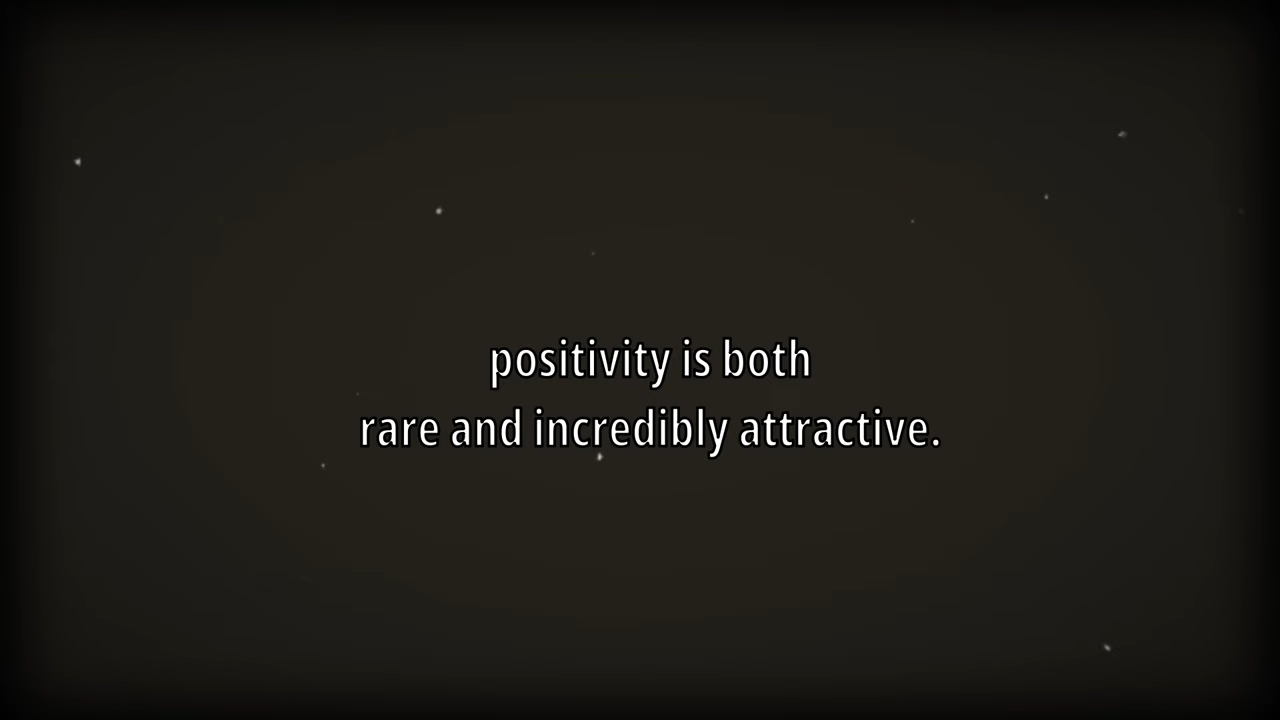 positivity is both
rare and incredibly attractive.